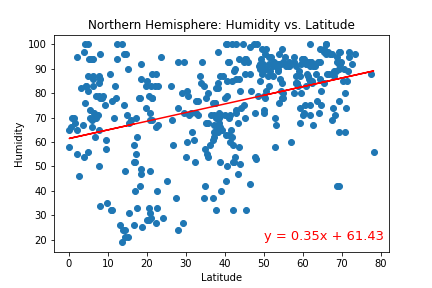 Northern Hemisphere: Humidity vs. Latitude
100
90
80
70
60
50
40
30
20
Humidity
y = 0.35x + 61.43
0 10 20 30 40 50 60 70 80
Latitude